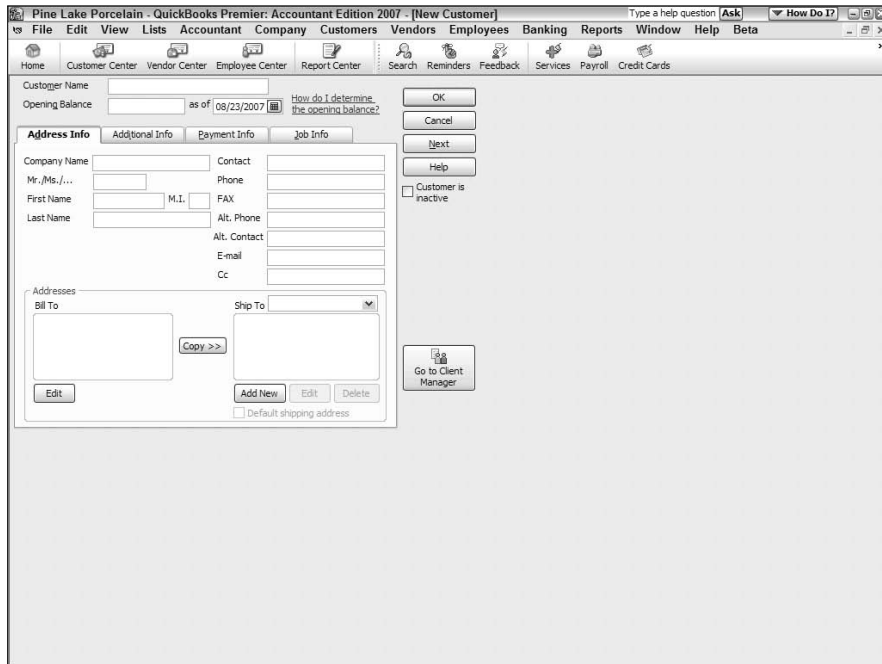 Pine Lake Porcelain - QuickBooks Premier: Accountant Edition 2007 - [New Customer] Type a help question Ask How Do I?
File Edit View Lists Accountant Company Customers Vendors Employees Banking Reports Window Help Beta
Home Customer Center Vendor Center Employee Center Report Center Search Reminders Feedback Services Payroll Credit Cards
Customer Name
Opening Balance as of 08/23/2007 How do I determine the opening balance?
OK
Cancel
Next
Help
Customer is inactive
Address Info Additional Info Payment Info Job Info
Company Name Contact
Mr./Ms./... Phone
First Name M.I. FAX
Last Name Alt. Phone
Alt. Contact
E-mail
Cc
Addresses
Bill To Ship To
Copy >>
Edit Add New Edit Delete
Default shipping address
Go to Client Manager